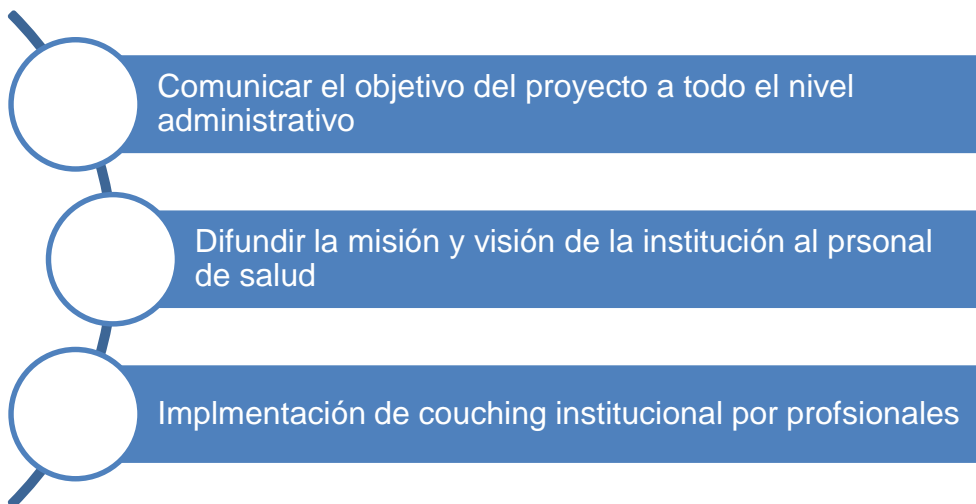 Comunicar el objetivo del proyecto a todo el nivel
administrativo
Difundir la misión y visión de la institución al prsonal
de salud
Implmentación de couching institucional por profsionales